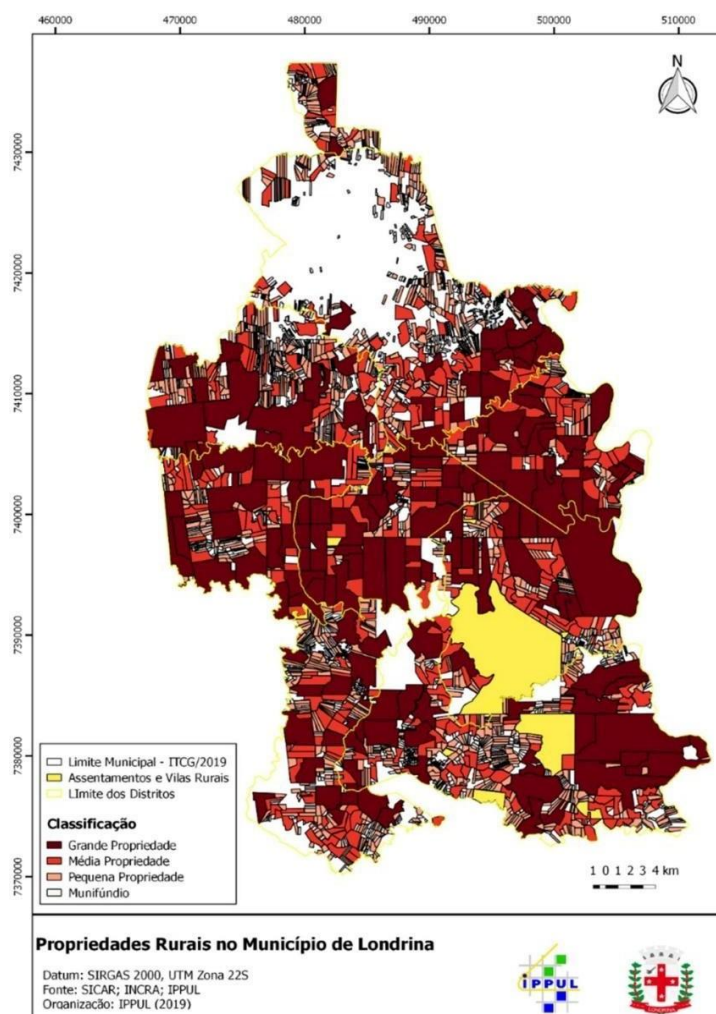 460000 470000 480000 490000 500000 510000
N
7430000
7420000
7410000
7400000
7390000
7380000
7370000
Limite Municipal - ITCG/2019
Assentamentos e Vilas Rurais
LImite dos Distritos
Classificação
Grande Propriedade
Média Propriedade
Pequena Propriedade
Munifúndio
1 0 1 2 3 4 km
Propriedades Rurais no Município de Londrina
Datum: SIRGAS 2000, UTM Zona 22S
Fonte: SICAR; INCRA; IPPUL
Organização: IPPUL (2019)
IPPUL
LONDRINA